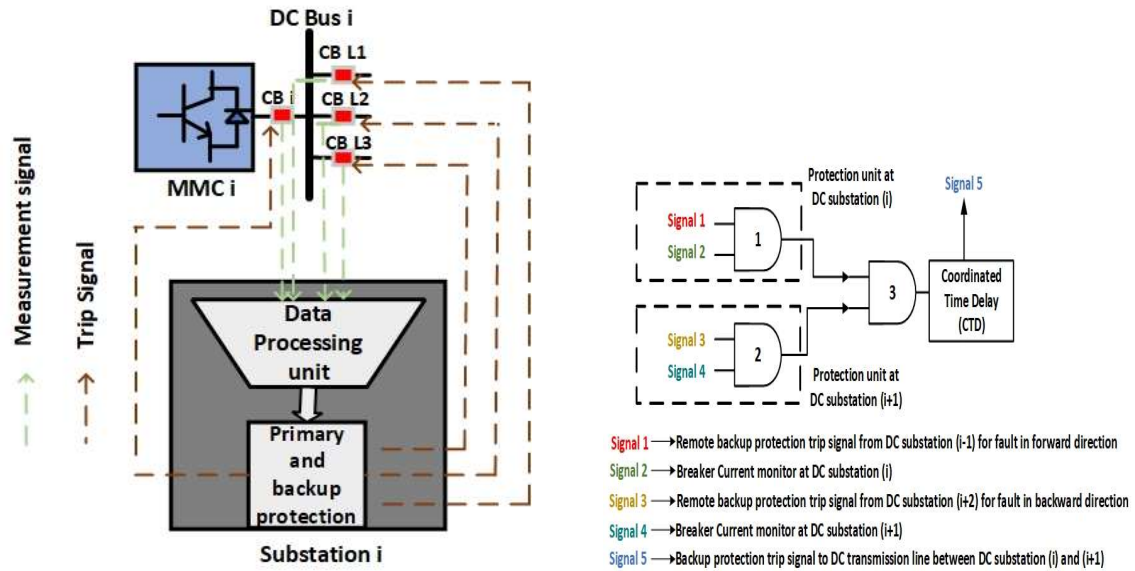 DC Bus i
CB L1
CB i
CB L2
CB L3
MMC i
Measurement signal
Trip Signal
Data
Processing
unit
Primary
and
backup
protection
Substation i
Protection unit at
DC substation (i)
Signal 1
Signal 2
1
Signal 3
Signal 4
2
Protection unit at
DC substation (i+1)
3
Signal 5
Coordinated
Time Delay
(CTD)
Signal 1 Remote backup protection trip signal from DC substation (i-1) for fault in forward direction
Signal 2 Breaker Current monitor at DC substation (i)
Signal 3 Remote backup protection trip signal from DC substation (i+2) for fault in backward direction
Signal 4 Breaker Current monitor at DC substation (i+1)
Signal 5 Backup protection trip signal to DC transmission line between DC substation (i) and (i+1)